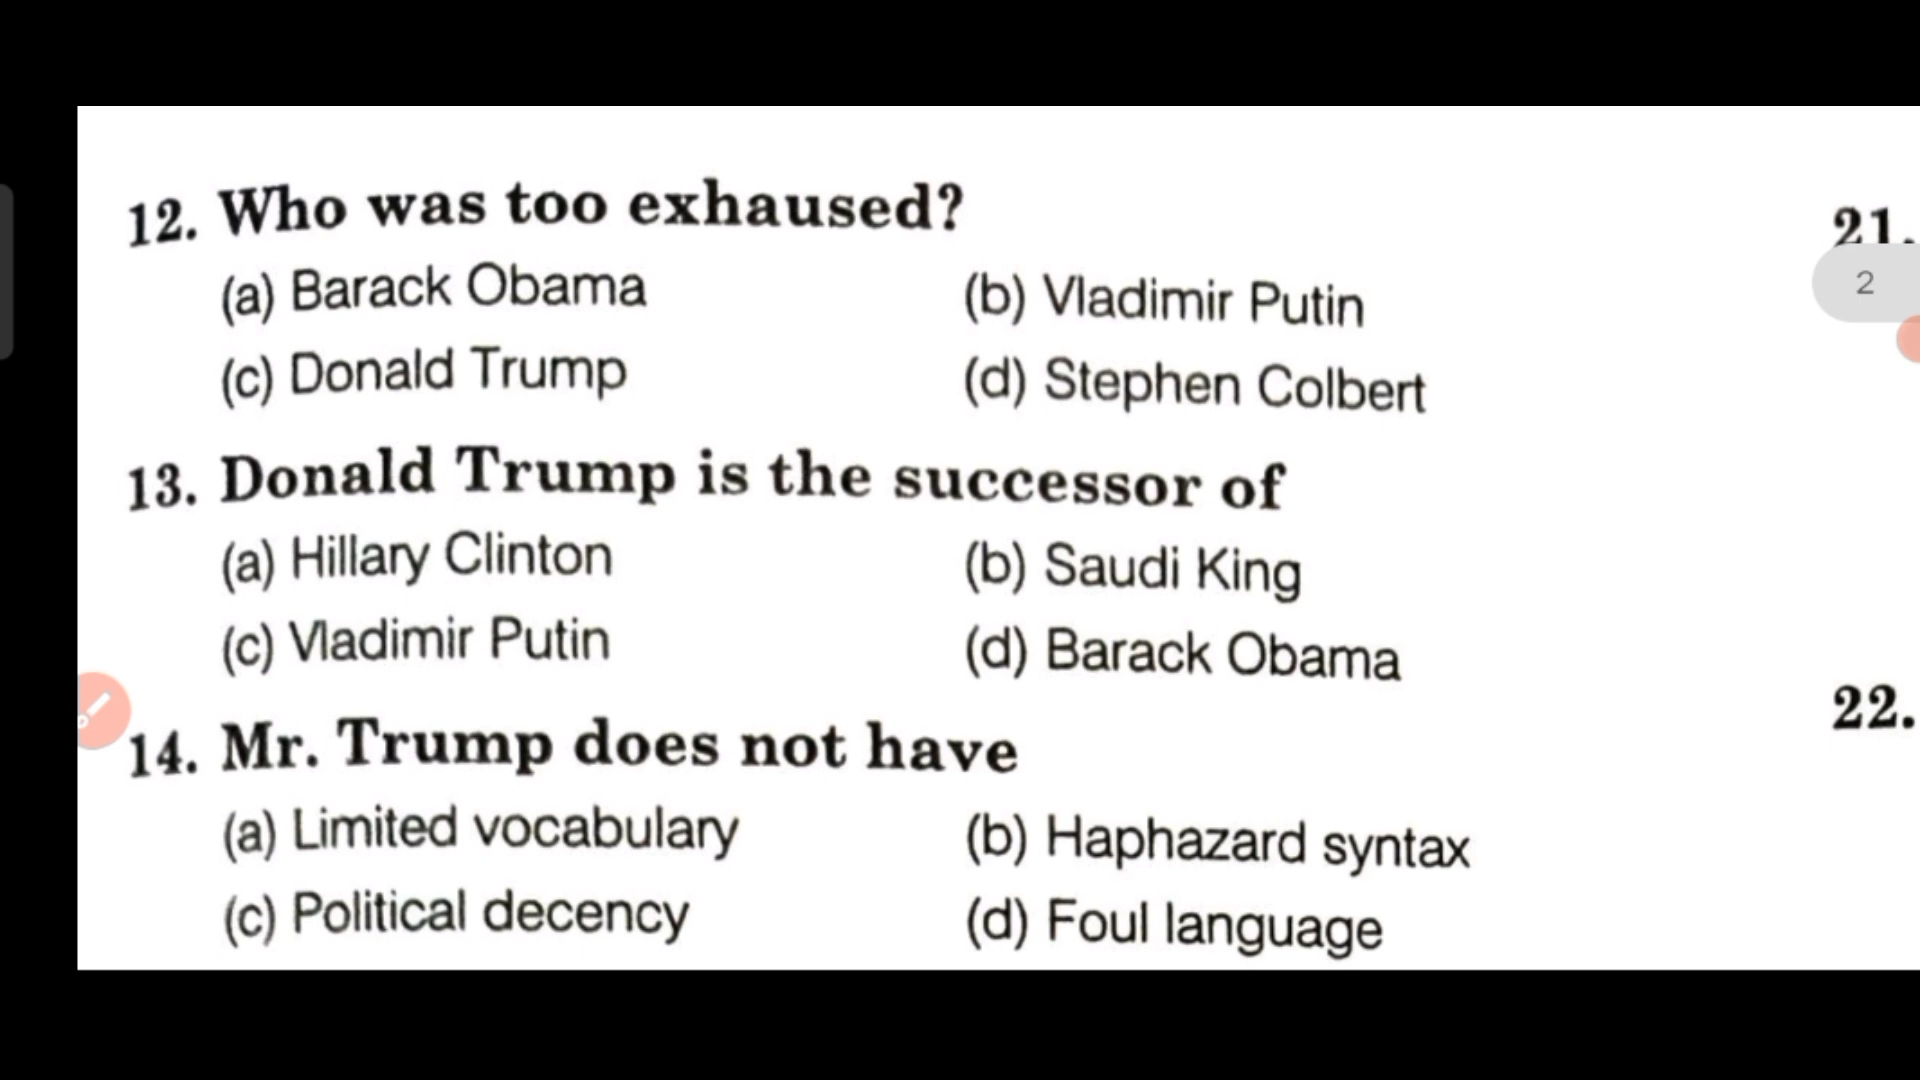 12. Who was too exhaused?
(a) Barack Obama (b) Vladimir Putin
(c) Donald Trump (d) Stephen Colbert
13. Donald Trump is the successor of
(a) Hillary Clinton (b) Saudi King
(c) Vladimir Putin (d) Barack Obama
14. Mr. Trump does not have
(a) Limited vocabulary (b) Haphazard syntax
(c) Political decency (d) Foul language
21.
2
22.